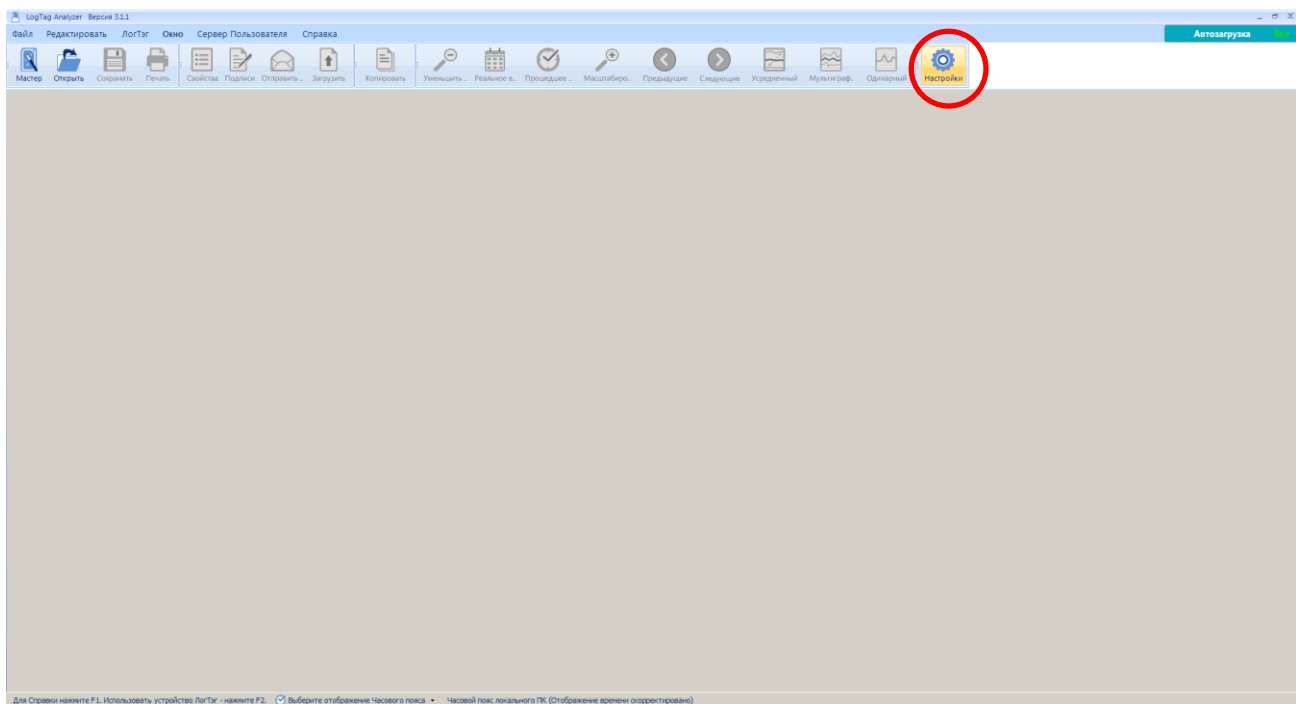 LogTag Analyzer Версия 3.1.1
Файл Редактировать ЛогТэг Окно Сервер Пользователя Справка
Автозагрузка Вкл
Мастер Открыть Сохранить Печать Свойства Подписи Отправить... Загрузить Копировать Уменьшить... Реальное в... Прошедшее... Масштабиро... Предыдущие Следующие Усредненный Мультиграф... Одинарный Настройки
Для Справки нажмите F1. Использовать устройство ЛогТэг - нажмите F2. Выберите отображение Часового пояса Часовой пояс локального ПК (Отображение времени скорректировано)